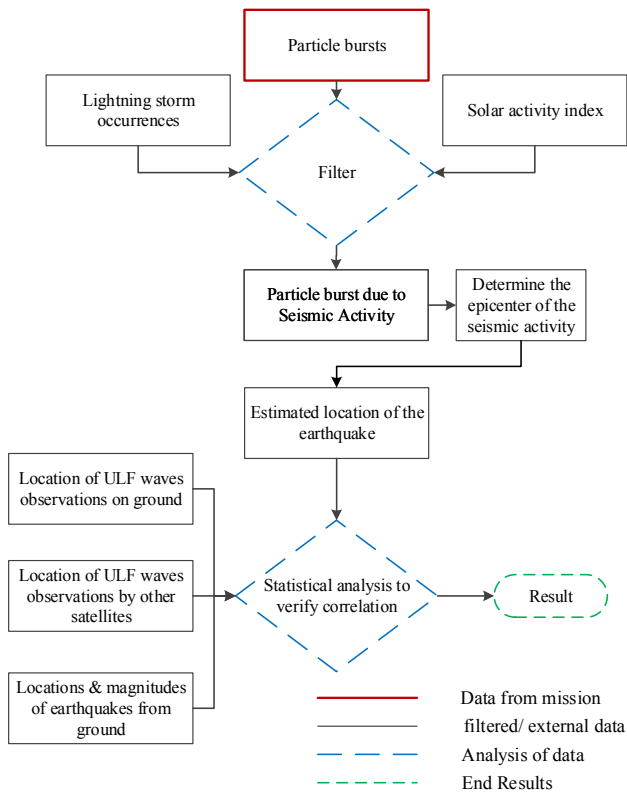 Particle bursts
Lightning storm
occurrences
Solar activity index
Filter
Particle burst due to
Seismic Activity
Determine the
epicenter of the
seismic activity
Estimated location of the
earthquake
Location of ULF waves
observations on ground
Location of ULF waves
observations by other
satellites
Locations & magnitudes
of earthquakes from
ground
Statistical analysis to
verify correlation
Result
Data from mission
filtered/ external data
Analysis of data
End Results